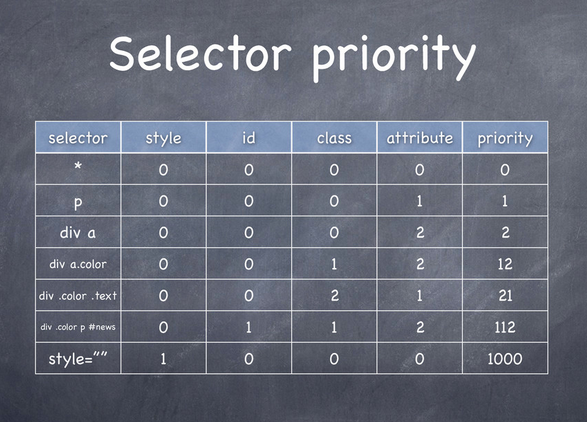 Selector priority
selector style id class attribute priority
* 0 0 0 0 0
p 0 0 0 1 1
div a 0 0 0 2 2
div a.color 0 0 1 2 12
div .color .text 0 0 2 1 21
div .color p #news 0 1 1 2 112
style="" 1 0 0 0 1000